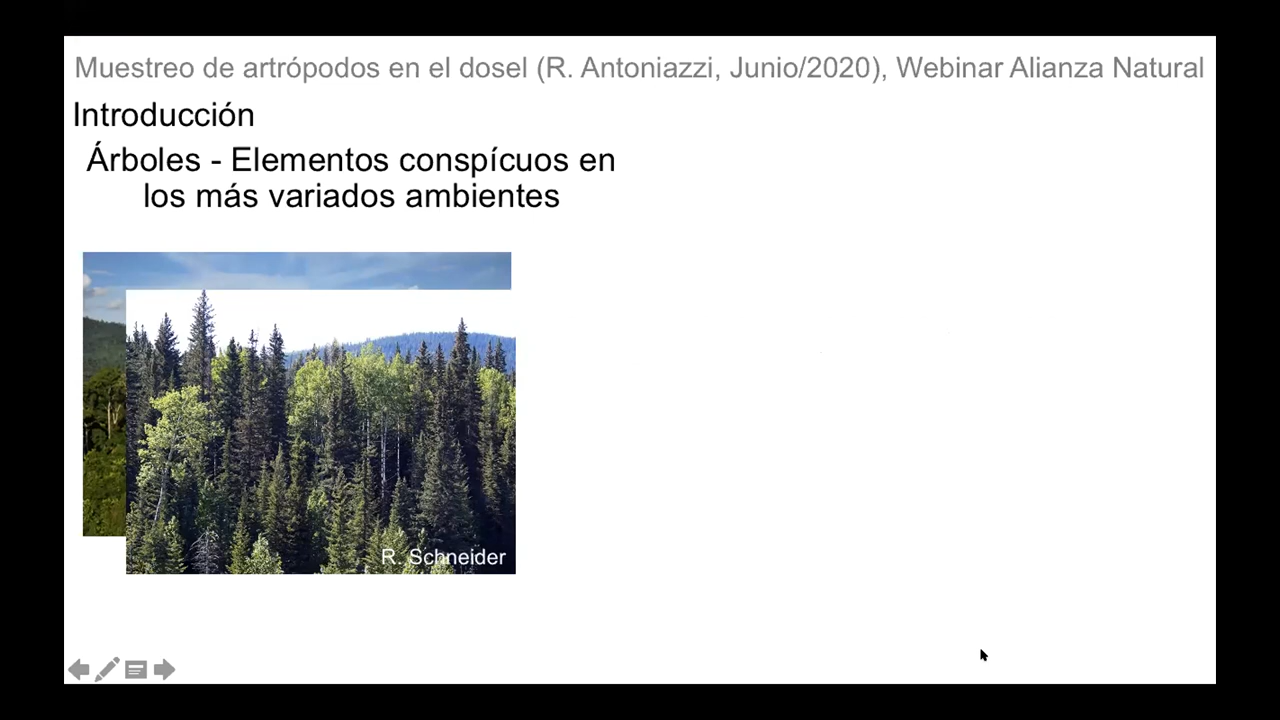 Muestreo de artrópodos en el dosel (R. Antoniazzi, Junio/2020), Webinar Alianza Natural
Introducción
Árboles - Elementos conspícuos en
los más variados ambientes
R. Schneider